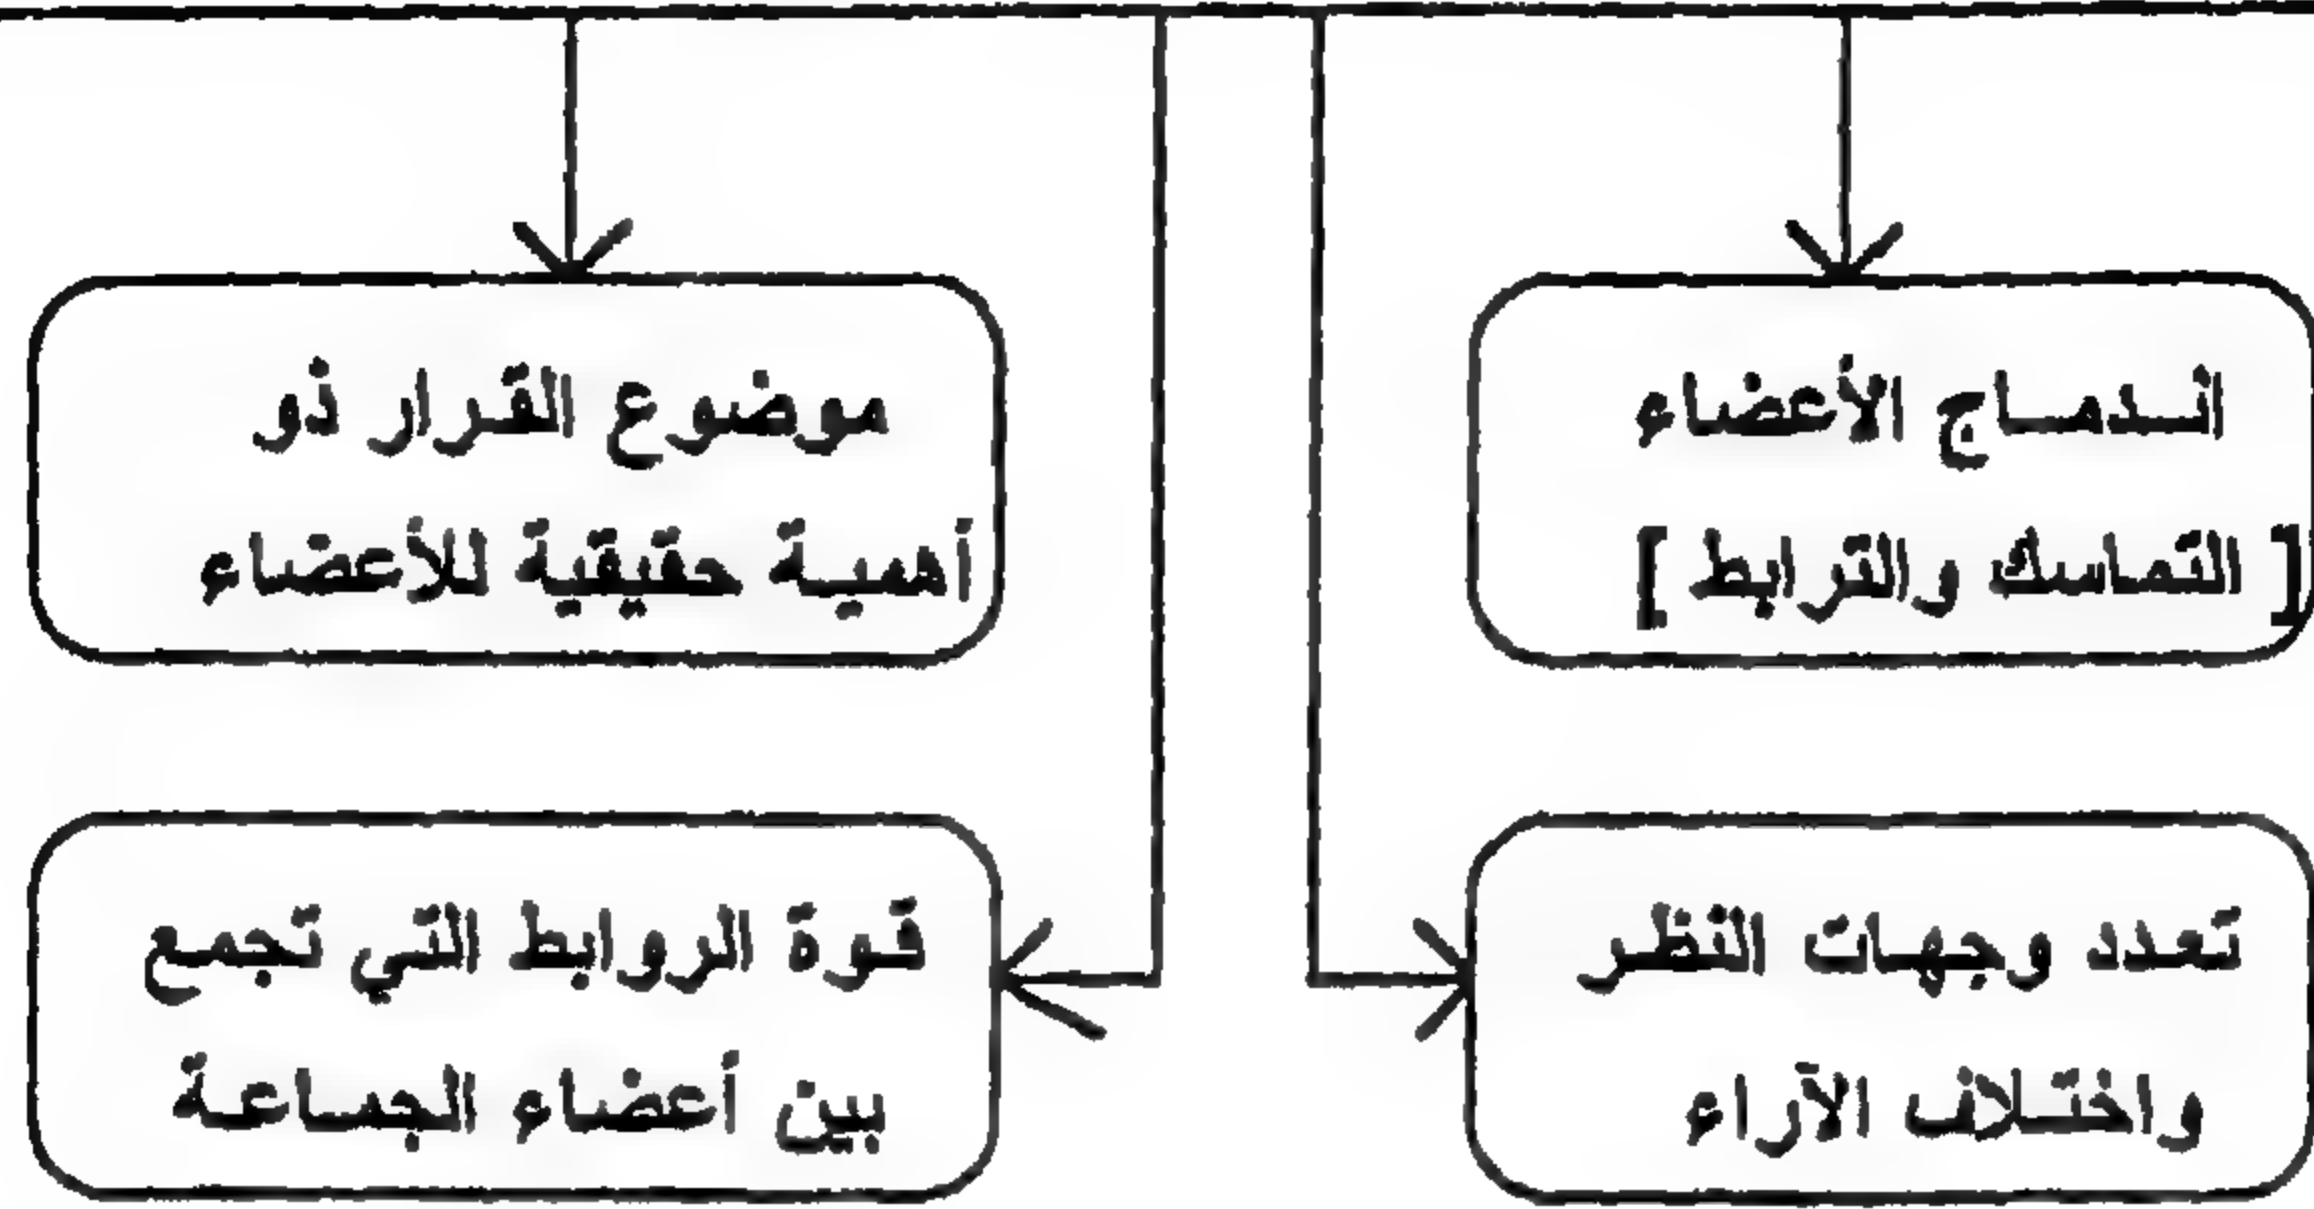 اندماج الأعضاء
[ التماسك والترابط ]
موضوع القرار ذو
أهمية حقيقية للأعضاء
تعدد وجهات النظر
واختلاف الآراء
قوة الروابط التي تجمع
بين أعضاء الجماعة